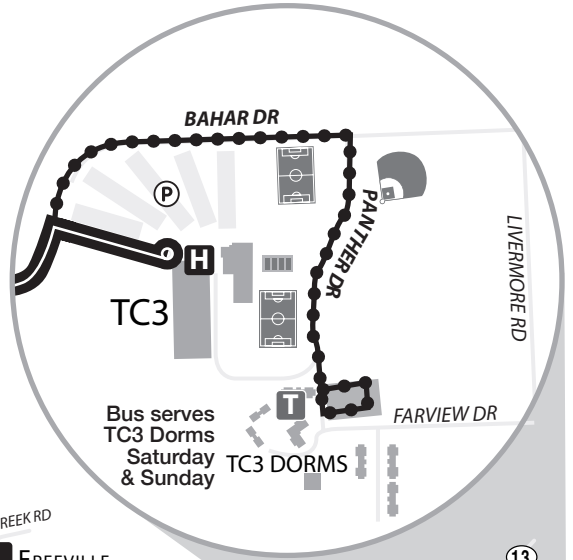 BAHAR DR
P
PANTHER DR
LIVERMORE RD
H
TC3
T
FARVIEW DR
Bus serves
TC3 Dorms
Saturday
& Sunday
TC3 DORMS
REEK RD
13